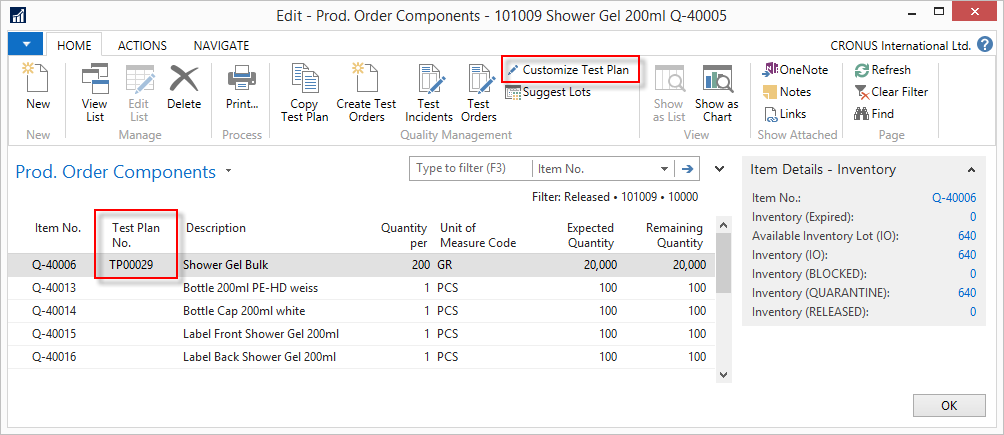 Edit - Prod. Order Components - 101009 Shower Gel 200ml Q-40005
HOME ACTIONS NAVIGATE CRONUS International Ltd. ?
New
View List
Edit List
Delete
Print...
Copy Test Plan
Create Test Orders
Test Incidents
Test Orders
Customize Test Plan
Suggest Lots
Show as List
Show as Chart
OneNote
Notes
Links
Refresh
Clear Filter
Find
New Manage Process Quality Management View Show Attached Page
Prod. Order Components
Type to filter (F3) Item No.
Filter: Released • 101009 • 10000
Item No. Test Plan No. Description Quantity per Unit of Measure Code Expected Quantity Remaining Quantity
Q-40006 TP00029 Shower Gel Bulk 200 GR 20,000 20,000
Q-40013 Bottle 200ml PE-HD weiss 1 PCS 100 100
Q-40014 Bottle Cap 200ml white 1 PCS 100 100
Q-40015 Label Front Shower Gel 200ml 1 PCS 100 100
Q-40016 Label Back Shower Gel 200ml 1 PCS 100 100
Item Details - Inventory
Item No.: Q-40006
Inventory (Expired): 0
Available Inventory Lot (IO): 640
Inventory (IO): 640
Inventory (BLOCKED): 0
Inventory (QUARANTINE): 640
Inventory (RELEASED): 0
OK